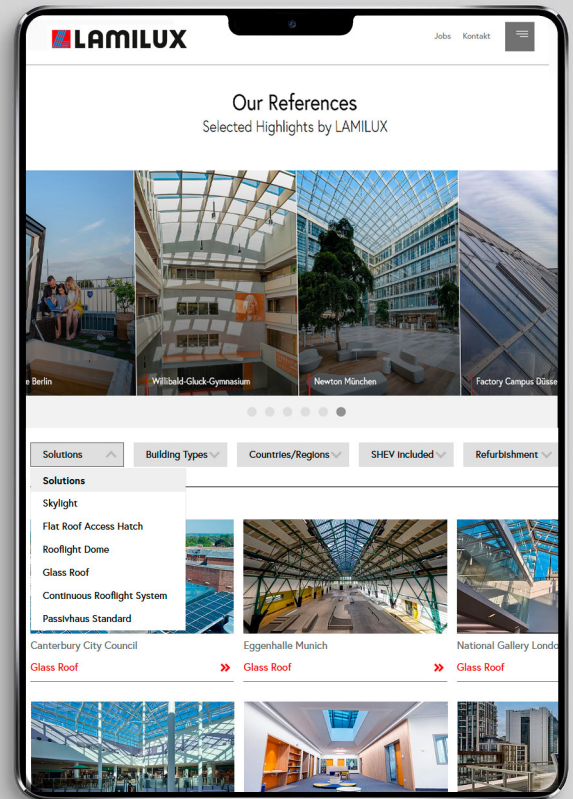 LAMILUX
Jobs Kontakt
Our References
Selected Highlights by LAMILUX
e Berlin
Willibald-Gluck-Gymnasium
Newton München
Factory Campus Düsse
Solutions
Building Types
Countries/Regions
SHEV included
Refurbishment
Solutions
Skylight
Flat Roof Access Hatch
Rooflight Dome
Glass Roof
Continuous Rooflight System
Passivhaus Standard
Canterbury City Council
Eggenhalle Munich
National Gallery Londo
Glass Roof
Glass Roof
Glass Roof